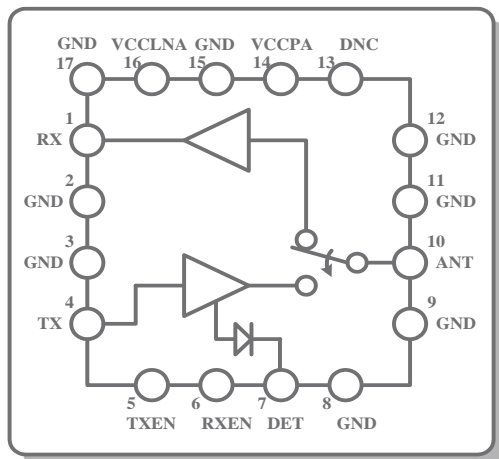 GND VCCLNA GND VCCPA DNC
17 16 15 14 13
1 12
RX GND
2 11
GND GND
3 10
GND ANT
4 9
TX GND
5 6 7 8
TXEN RXEN DET GND